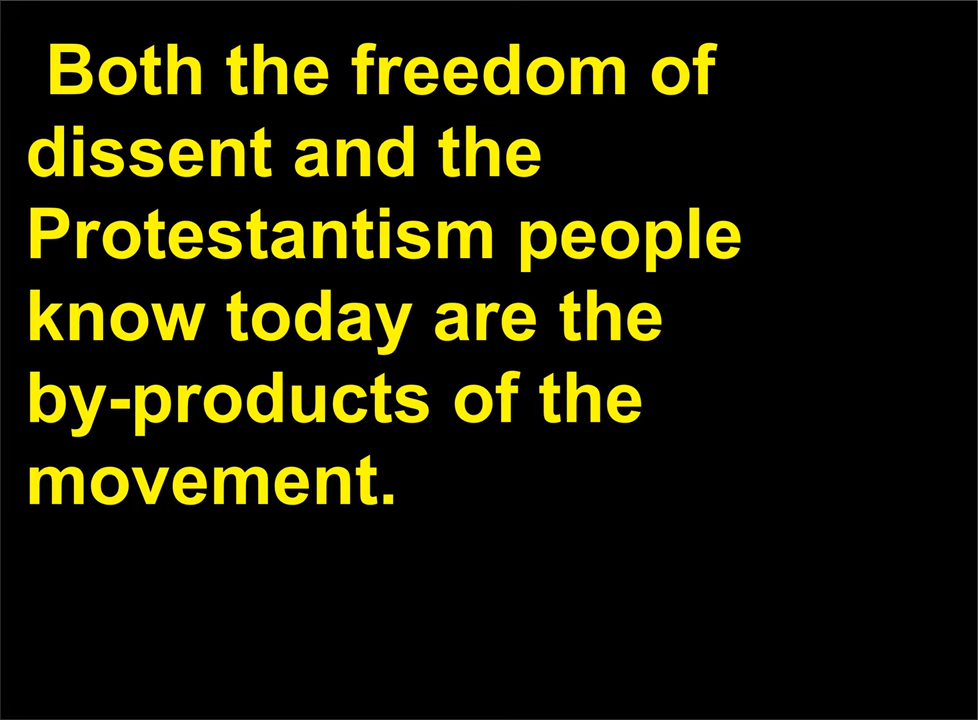 Both the freedom of
dissent and the
Protestantism people
know today are the
by-products of the
movement.